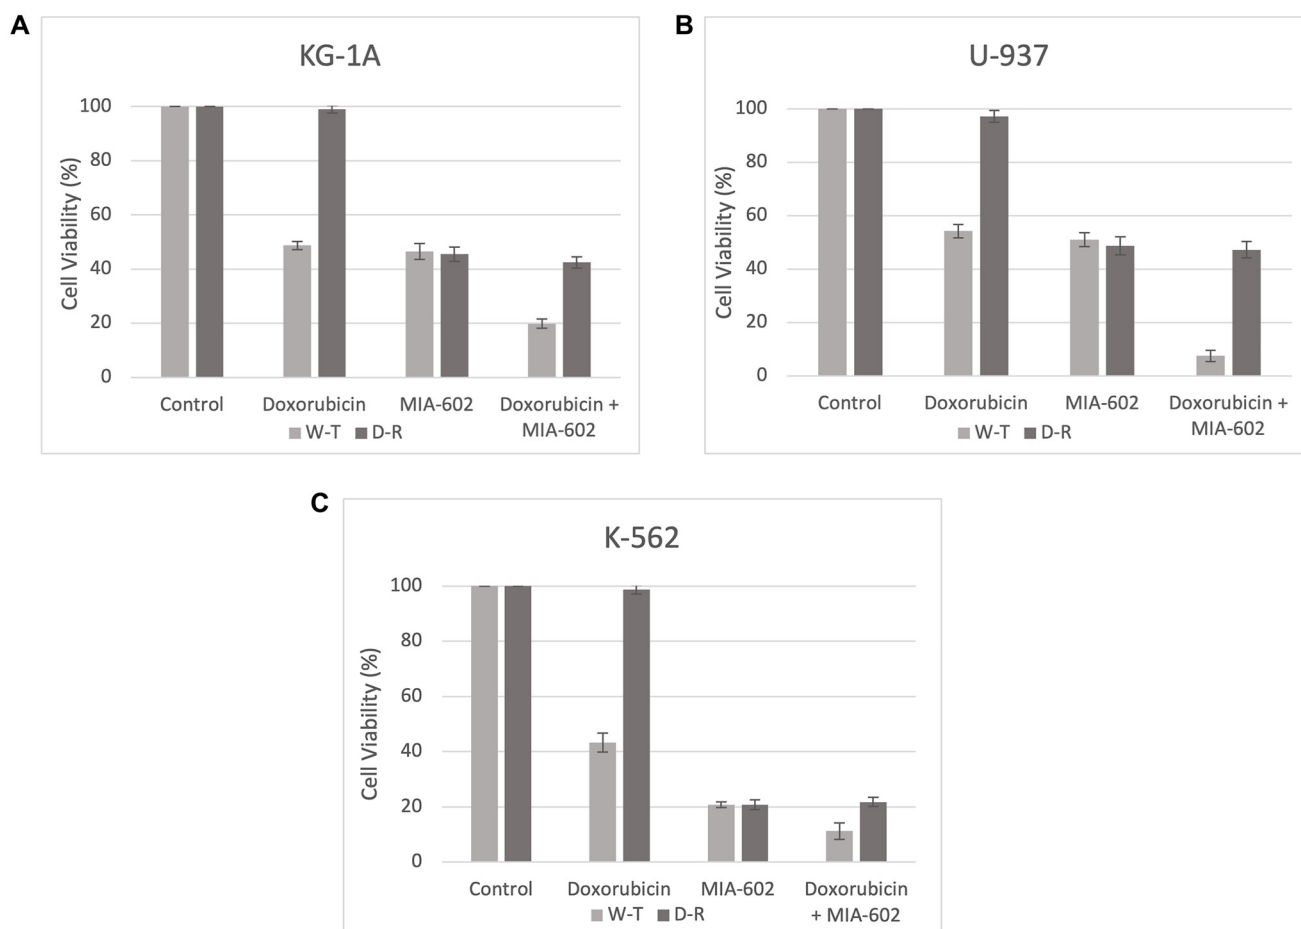 A
KG-1A
Cell Viability (%)
100
80
60
40
20
0
Control
Doxorubicin
MIA-602
Doxorubicin +
MIA-602
W-T
D-R
B
U-937
Cell Viability (%)
100
80
60
40
20
0
Control
Doxorubicin
MIA-602
Doxorubicin +
MIA-602
W-T
D-R
C
K-562
Cell Viability (%)
100
80
60
40
20
0
Control
Doxorubicin
MIA-602
Doxorubicin
+ MIA-602
W-T
D-R